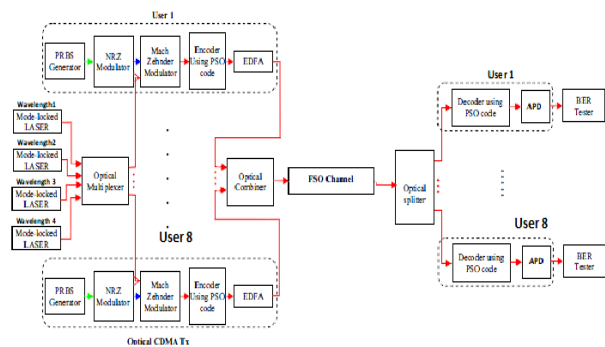 User 1
PRBS
Generator
NRZ
Modulator
Mach
Zehnder
Modulator
Encoder
Using PSO
code
EDFA
Wavelength1
Mode-locked
LASER
Wavelength2
Mode-locked
LASER
Wavelength 3
Mode-locked
LASER
Wavelength 4
Mode-locked
LASER
Optical
Multiplexer
Optical
Combiner
FSO Channel
Optical
splitter
User 1
Decoder using
PSO code
APD
BER
Tester
User 8
Decoder using
PSO code
APD
BER
Tester
User 8
PRBS
Generator
NRZ
Modulator
Mach
Zehnder
Modulator
Encoder
Using PSO
code
EDFA
Optical CDMA Tx